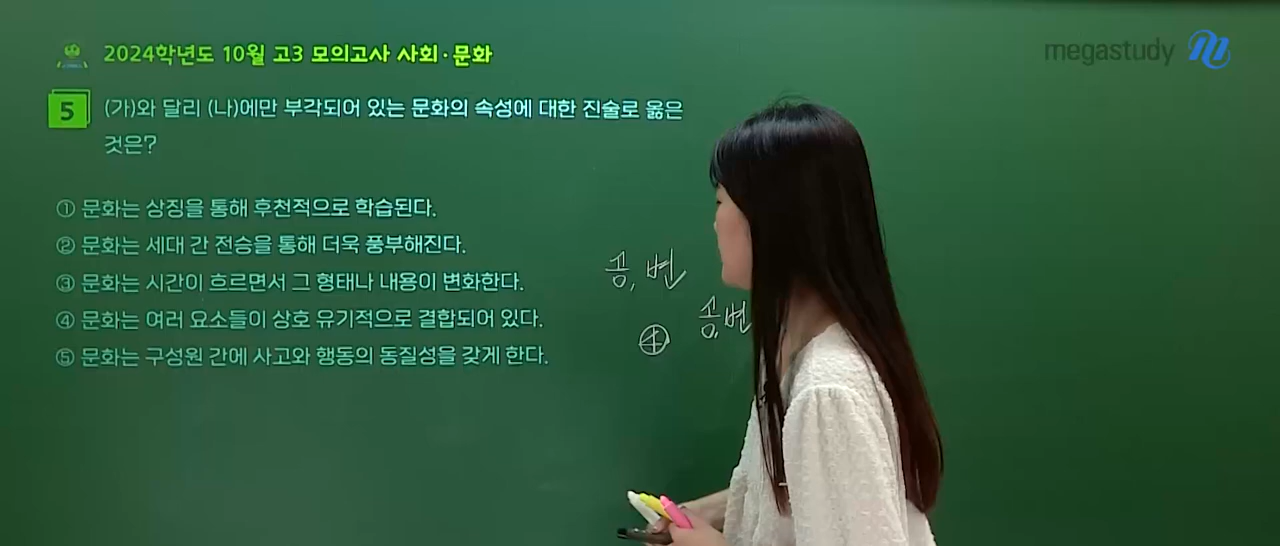 2024학년도 10월 고3 모의고사 사회·문화
megastudy
5 (가)와 달리 (나)에만 부각되어 있는 문화의 속성에 대한 진술로 옳은
것은?
① 문화는 상징을 통해 후천적으로 학습된다.
② 문화는 세대 간 전승을 통해 더욱 풍부해진다.
③ 문화는 시간이 흐르면서 그 형태나 내용이 변화한다.
④ 문화는 여러 요소들이 상호 유기적으로 결합되어 있다.
⑤ 문화는 구성원 간에 사고와 행동의 동질성을 갖게 한다.
공, 변
공,변
④